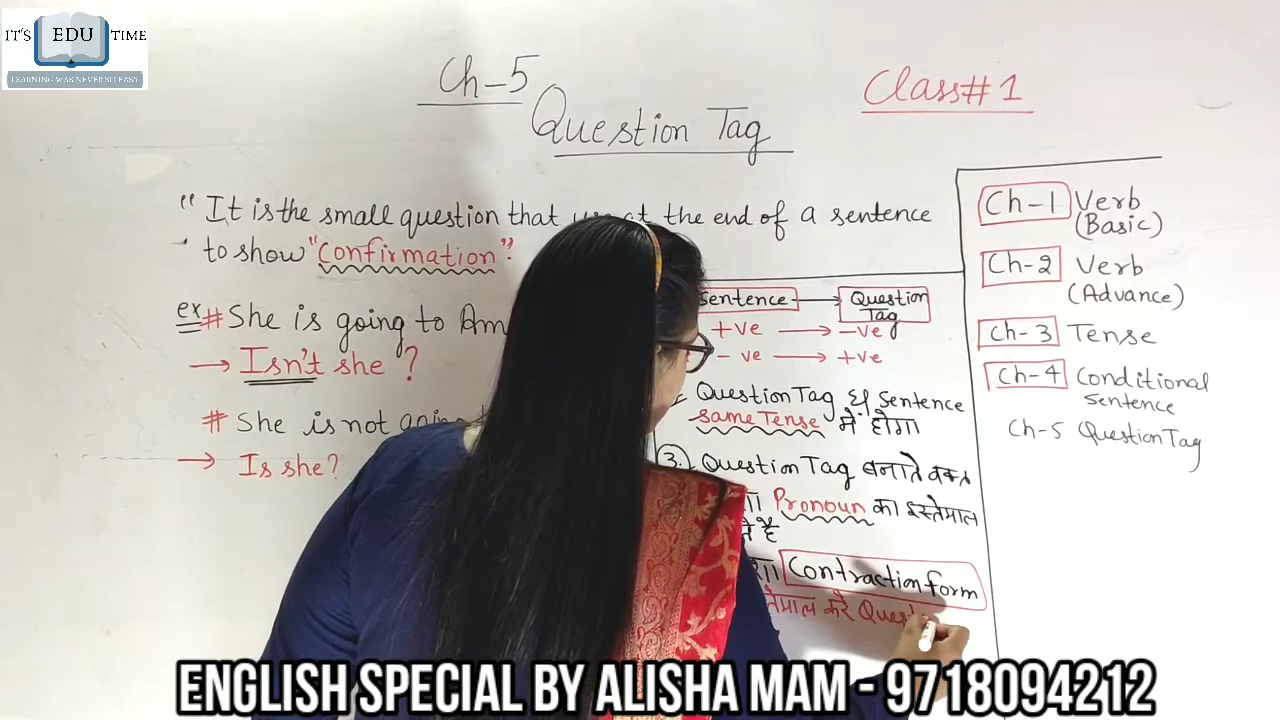 IT'S EDU TIME
LEARNING WAS NEVER SO EASY
Ch-5
Question Tag
Class#1
"It is the small question that at the end of a sentence
to show "Confirmation"
ex # She is going to
→ Isn't she ?
# She is not going
→ Is she?
Sentence → Question Tag
+ve → -ve
- ve → +ve
Question Tag Sentence
same Tense में होगा
3. Question Tag बनाते वक्त
Pronoun का इस्तेमाल
है
Contraction form
करे
Ch-1 Verb
(Basic)
Ch-2 Verb
(Advance)
Ch-3 Tense
Ch-4 Conditional
Sentence
Ch-5 Question Tag
ENGLISH SPECIAL BY ALISHA MAM - 9718094212